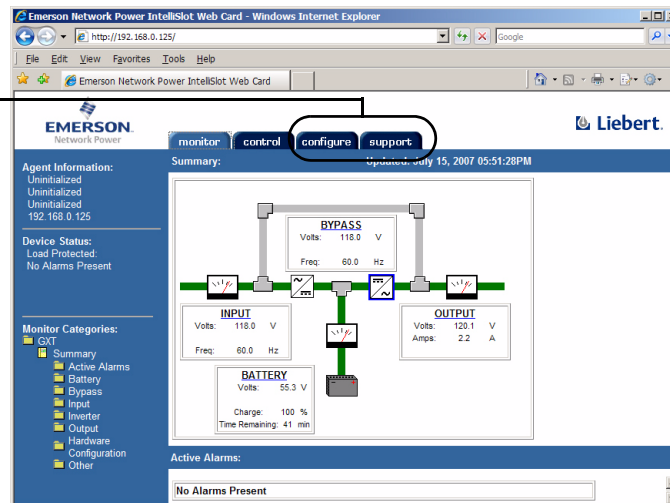 Emerson Network Power IntelliSlot Web Card - Windows Internet Explorer
http://192.168.0.125/
Google
File Edit View Favorites Tools Help
Emerson Network Power IntelliSlot Web Card
EMERSON.
Network Power
monitor control configure support
Liebert.
Summary: Updated: July 15, 2007 05:51:28PM
Agent Information:
Uninitialized
Uninitialized
Uninitialized
192.168.0.125
Device Status:
Load Protected:
No Alarms Present
Monitor Categories:
GXT
Summary
Active Alarms
Battery
Bypass
Input
Inverter
Output
Hardware
Configuration
Other
BYPASS
Volts: 118.0 V
Freq: 60.0 Hz
INPUT
Volts: 118.0 V
Freq: 60.0 Hz
OUTPUT
Volts: 120.1 V
Amps: 2.2 A
BATTERY
Volts: 55.3 V
Charge: 100 %
Time Remaining: 41 min
Active Alarms:
No Alarms Present